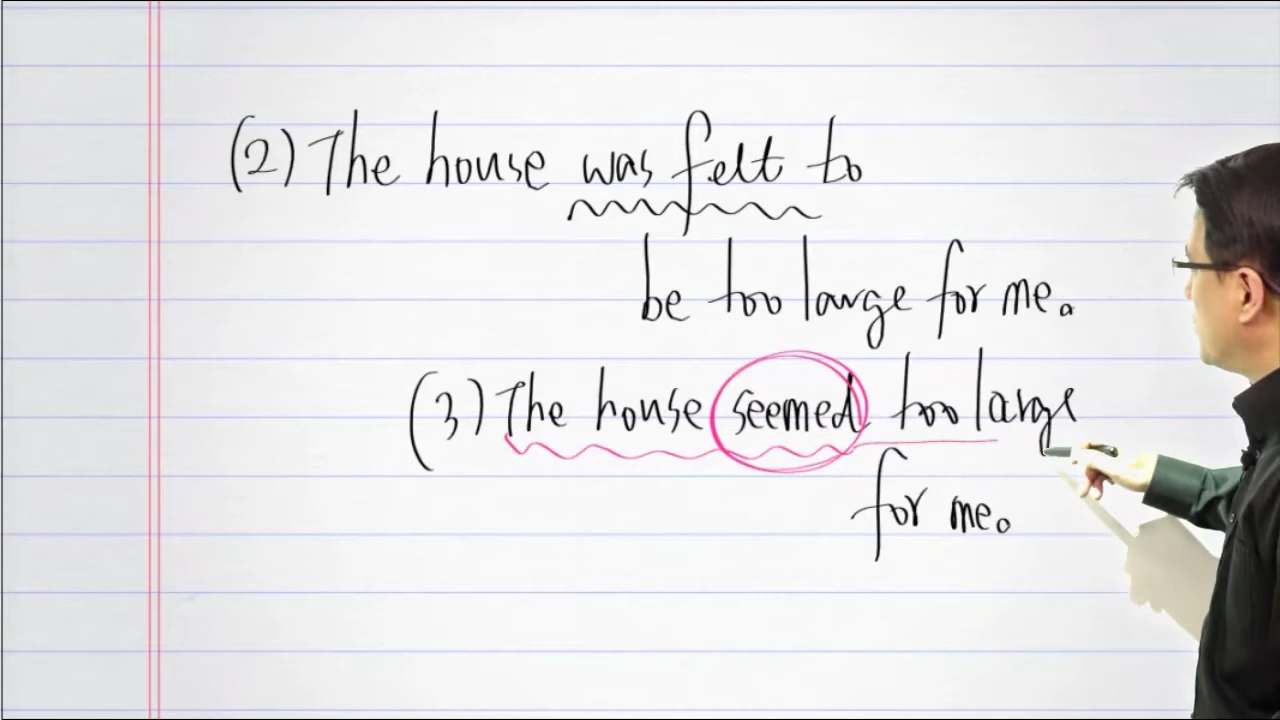 (2) The house was felt to
be too large for me.
(3) The house seemed too large
for me.